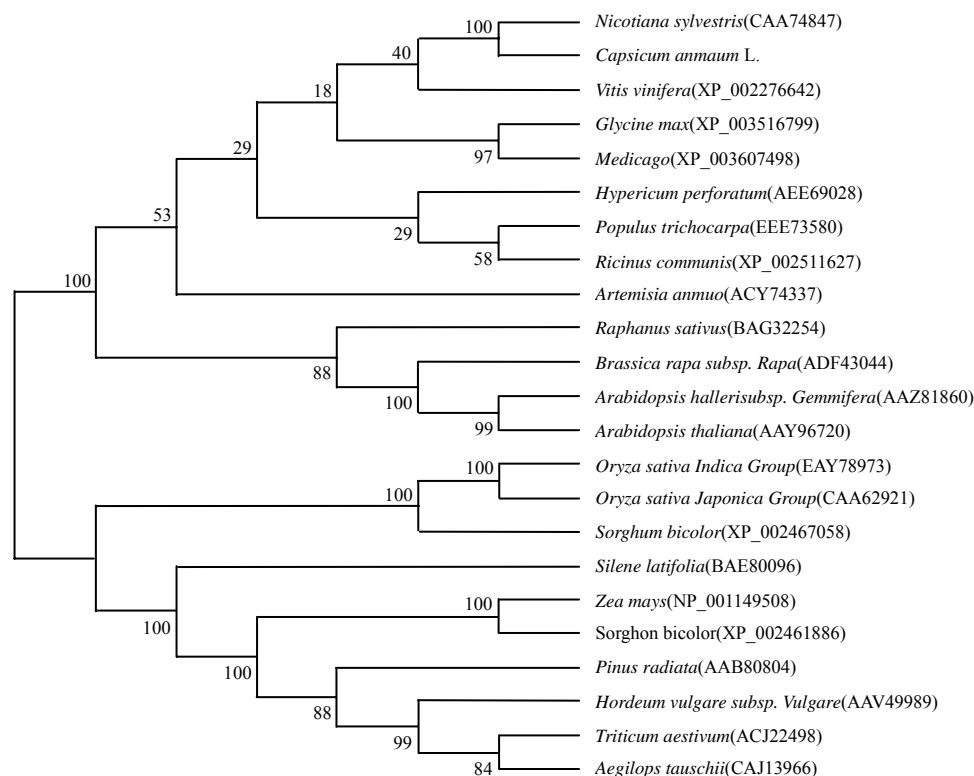 100
Nicotiana sylvestris(CAA74847)
40
Capsicum anmaum L.
18
Vitis vinifera(XP_002276642)
Glycine max(XP_003516799)
29
97
Medicago(XP_003607498)
Hypericum perforatum(AEE69028)
53
29
Populus trichocarpa(EEE73580)
58
Ricinus communis(XP_002511627)
100
Artemisia anmuo(ACY74337)
Raphanus sativus(BAG32254)
88
Brassica rapa subsp. Rapa(ADF43044)
100
Arabidopsis hallerisubsp. Gemmifera(AAZ81860)
99
Arabidopsis thaliana(AAY96720)
100
Oryza sativa Indica Group(EAY78973)
100
Oryza sativa Japonica Group(CAA62921)
Sorghum bicolor(XP_002467058)
Silene latifolia(BAE80096)
100
100
Zea mays(NP_001149508)
Sorghon bicolor(XP_002461886)
100
Pinus radiata(AAB80804)
88
Hordeum vulgare subsp. Vulgare(AAV49989)
99
Triticum aestivum(ACJ22498)
84
Aegilops tauschii(CAJ13966)